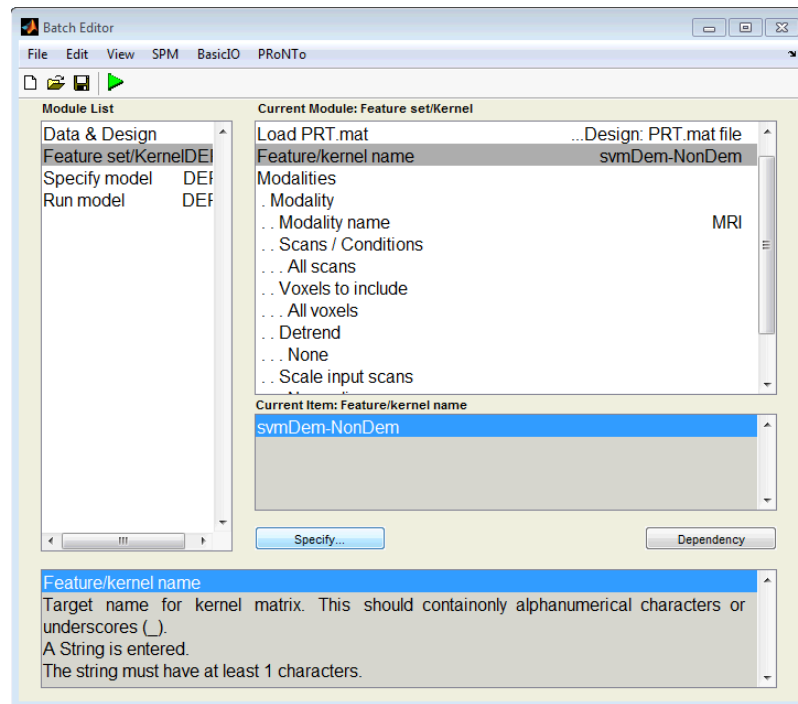 Batch Editor
File Edit View SPM BasicIO PRoNTo
Module List
Data & Design
Feature set/KernelDEI
Specify model DEF
Run model DEF
Current Module: Feature set/Kernel
Load PRT.mat ...Design: PRT.mat file
Feature/kernel name svmDem-NonDem
Modalities
. Modality
. . Modality name MRI
. . Scans / Conditions
. . . All scans
. . Voxels to include
. . . All voxels
. . Detrend
. . . None
. . Scale input scans
Current Item: Feature/kernel name
svmDem-NonDem
Specify...
Dependency
Feature/kernel name
Target name for kernel matrix. This should containonly alphanumerical characters or
underscores (_).
A String is entered.
The string must have at least 1 characters.